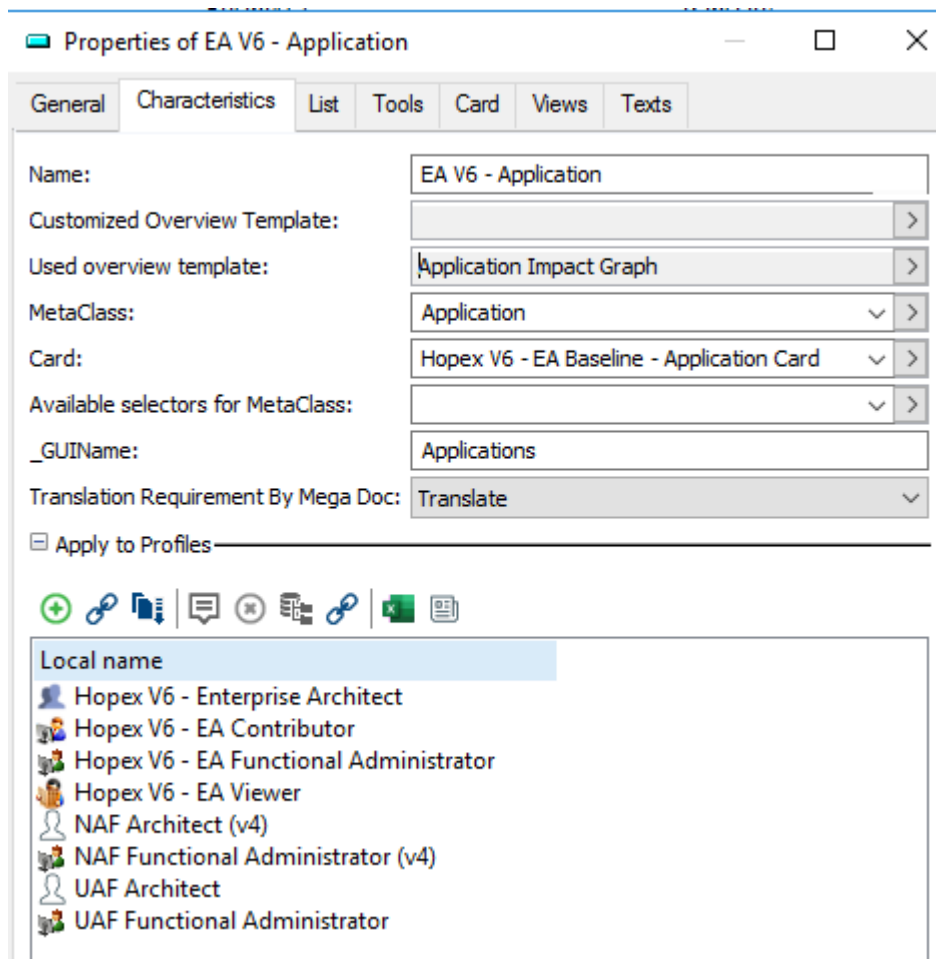 Properties of EA V6 - Application
General Characteristics List Tools Card Views Texts
Name: EA V6 - Application
Customized Overview Template:
Used overview template: Application Impact Graph
MetaClass: Application
Card: Hopex V6 - EA Baseline - Application Card
Available selectors for MetaClass:
_GUIName: Applications
Translation Requirement By Mega Doc: Translate
Apply to Profiles
Local name
Hopex V6 - Enterprise Architect
Hopex V6 - EA Contributor
Hopex V6 - EA Functional Administrator
Hopex V6 - EA Viewer
NAF Architect (v4)
NAF Functional Administrator (v4)
UAF Architect
UAF Functional Administrator